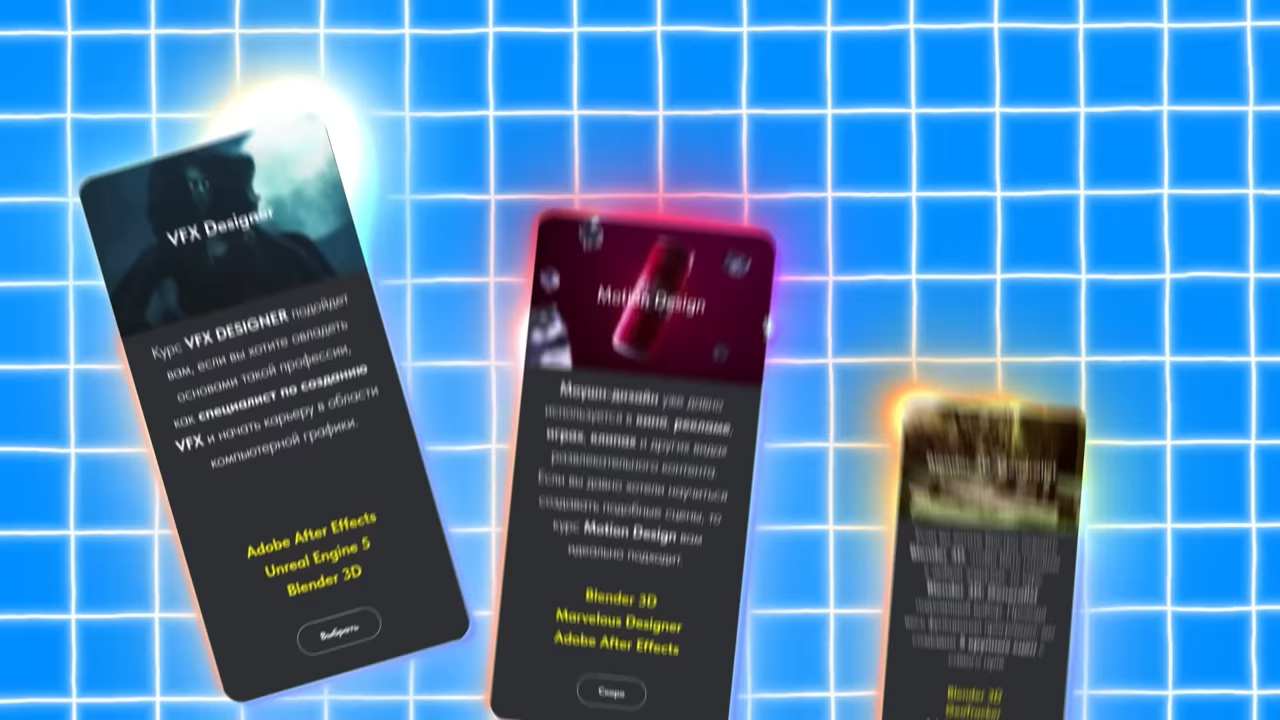 VFX Designer
Курс VFX DESIGNER подойдет
вам, если вы хотите овладеть
основами такой профессии,
как специалист по созданию
VFX и начать карьеру в области
компьютерной графики.
Adobe After Effects
Unreal Engine 5
Blender 3D
Выбрать
Motion Design
Моушн-дизайн уже давно
используется в кино, рекламе,
играх, клипах и других видах
развлекательного контента.
Если вы давно хотели научиться
создавать подобные сцены, то
курс Motion Design вам
идеально подходит.
Blender 3D
Marvelous Designer
Adobe After Effects
Скоро
Blender 3D